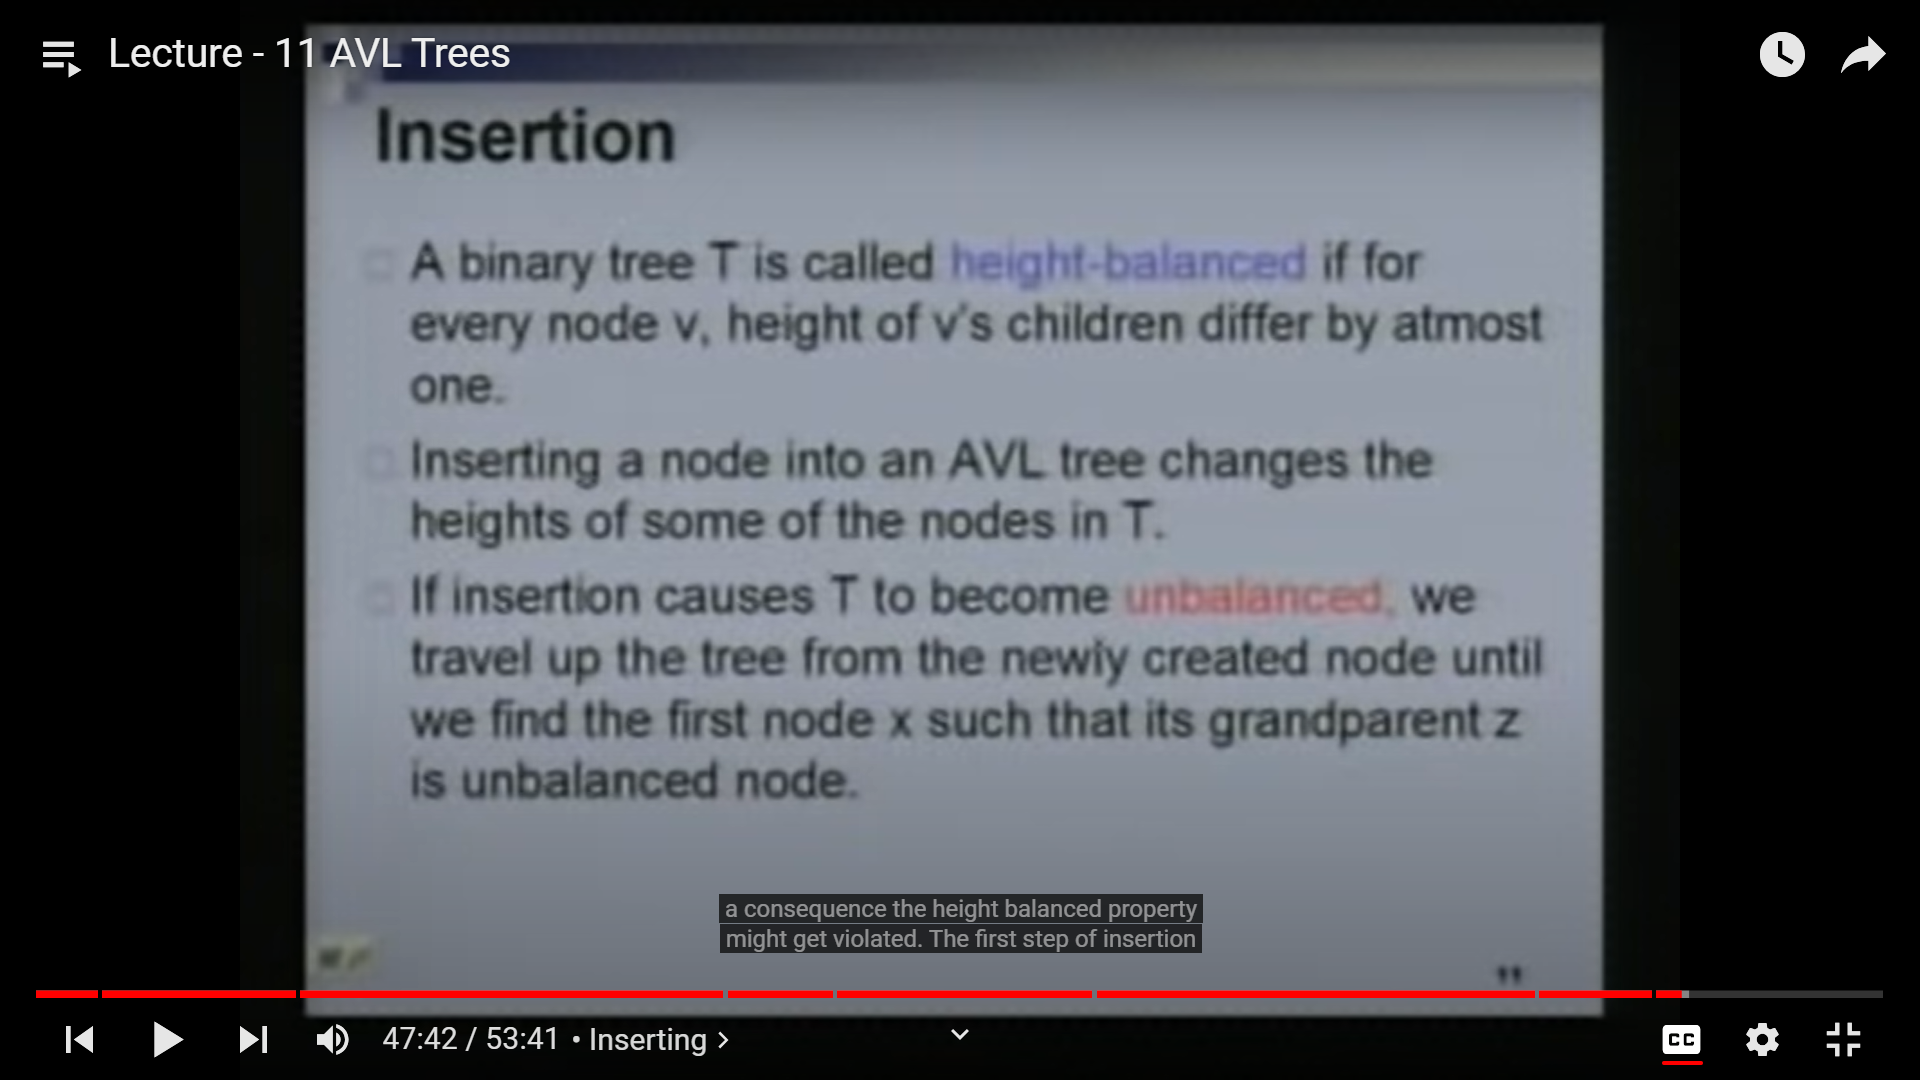 Lecture - 11 AVL Trees
Insertion
A binary tree T is called height-balanced if for
every node v, height of v's children differ by atmost
one.
Inserting a node into an AVL tree changes the
heights of some of the nodes in T.
If insertion causes T to become unbalanced, we
travel up the tree from the newly created node until
we find the first node x such that its grandparent z
is unbalanced node.
a consequence the height balanced property
might get violated. The first step of insertion
11
47:42 / 53:41 • Inserting >
CC